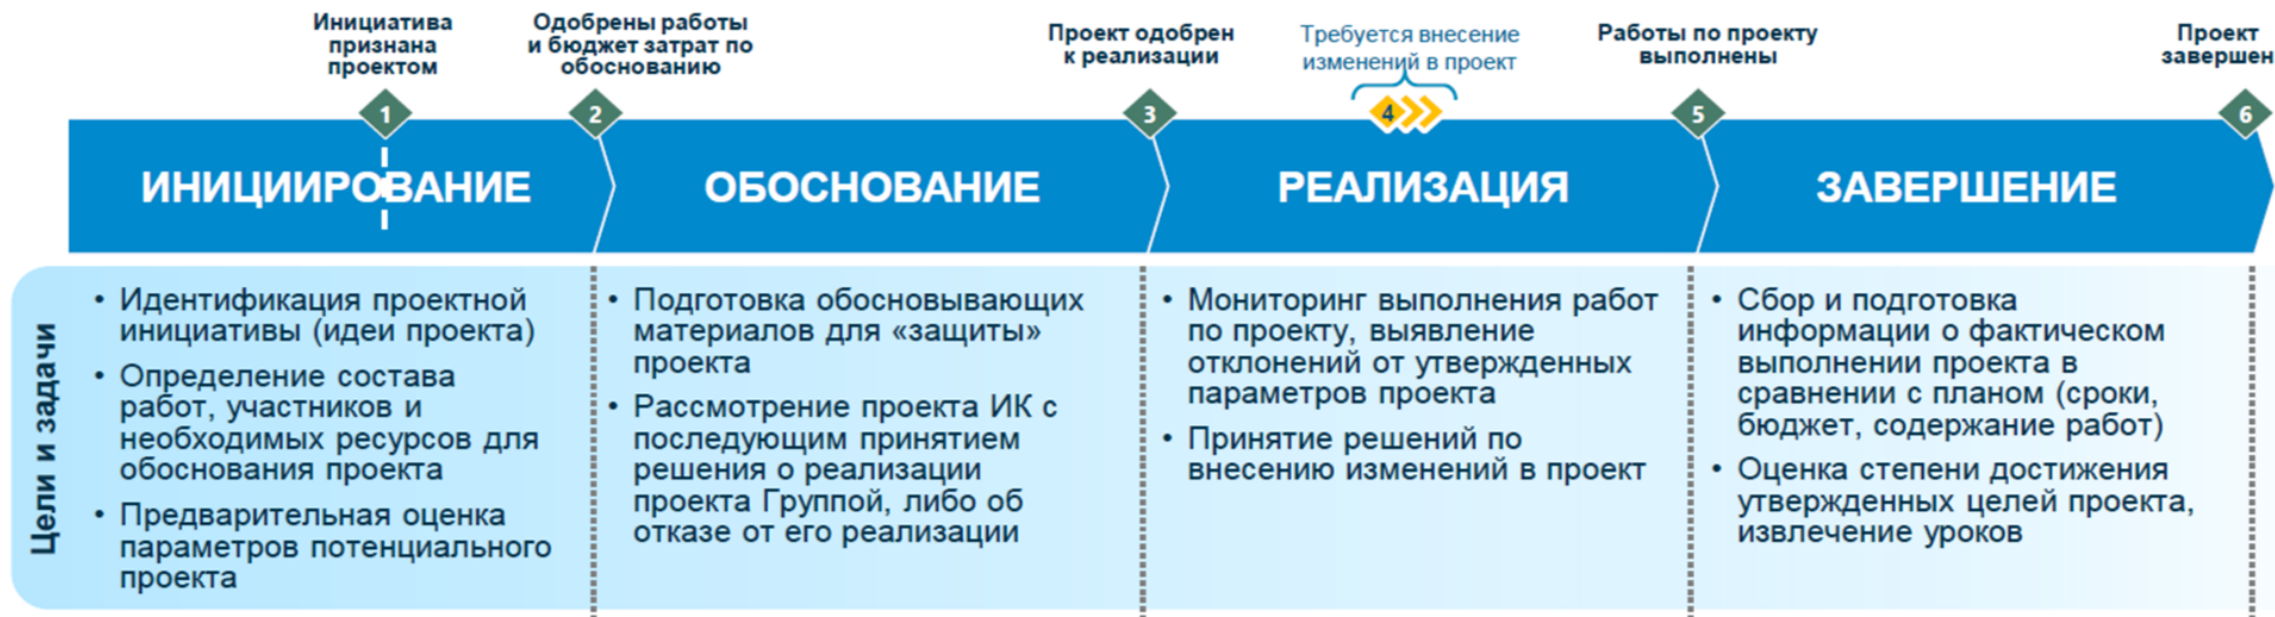 Инициатива
признана
проектом
Одобрены работы
и бюджет затрат по
обоснованию
Проект одобрен
к реализации
Требуется внесение
изменений в проект
Работы по проекту
выполнены
Проект
завершен
1
2
3
4
5
6
ИНИЦИИРОВАНИЕ
ОБОСНОВАНИЕ
РЕАЛИЗАЦИЯ
ЗАВЕРШЕНИЕ
Цели и задачи
• Идентификация проектной
инициативы (идеи проекта)
• Определение состава
работ, участников и
необходимых ресурсов для
обоснования проекта
• Предварительная оценка
параметров потенциального
проекта
• Подготовка обосновывающих
материалов для «защиты»
проекта
• Рассмотрение проекта ИК с
последующим принятием
решения о реализации
проекта Группой, либо об
отказе от его реализации
• Мониторинг выполнения работ
по проекту, выявление
отклонений от утвержденных
параметров проекта
• Принятие решений по
внесению изменений в проект
• Сбор и подготовка
информации о фактическом
выполнении проекта в
сравнении с планом (сроки,
бюджет, содержание работ)
• Оценка степени достижения
утвержденных целей проекта,
извлечение уроков